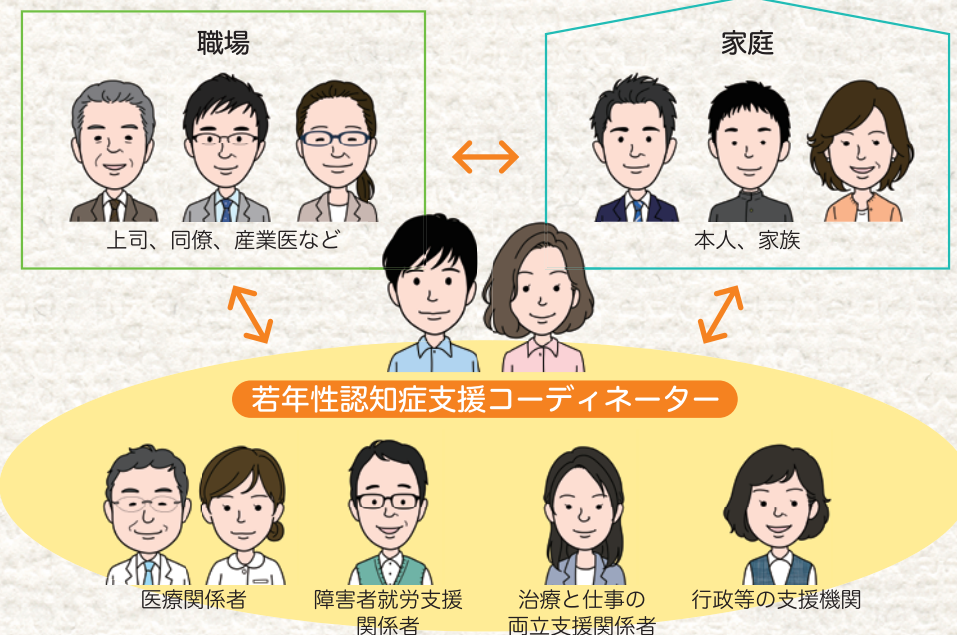 職場
家庭
上司、同僚、産業医など
本人、家族
若年性認知症支援コーディネーター
医療関係者
障害者就労支援
関係者
治療と仕事の
両立支援関係者
行政等の支援機関